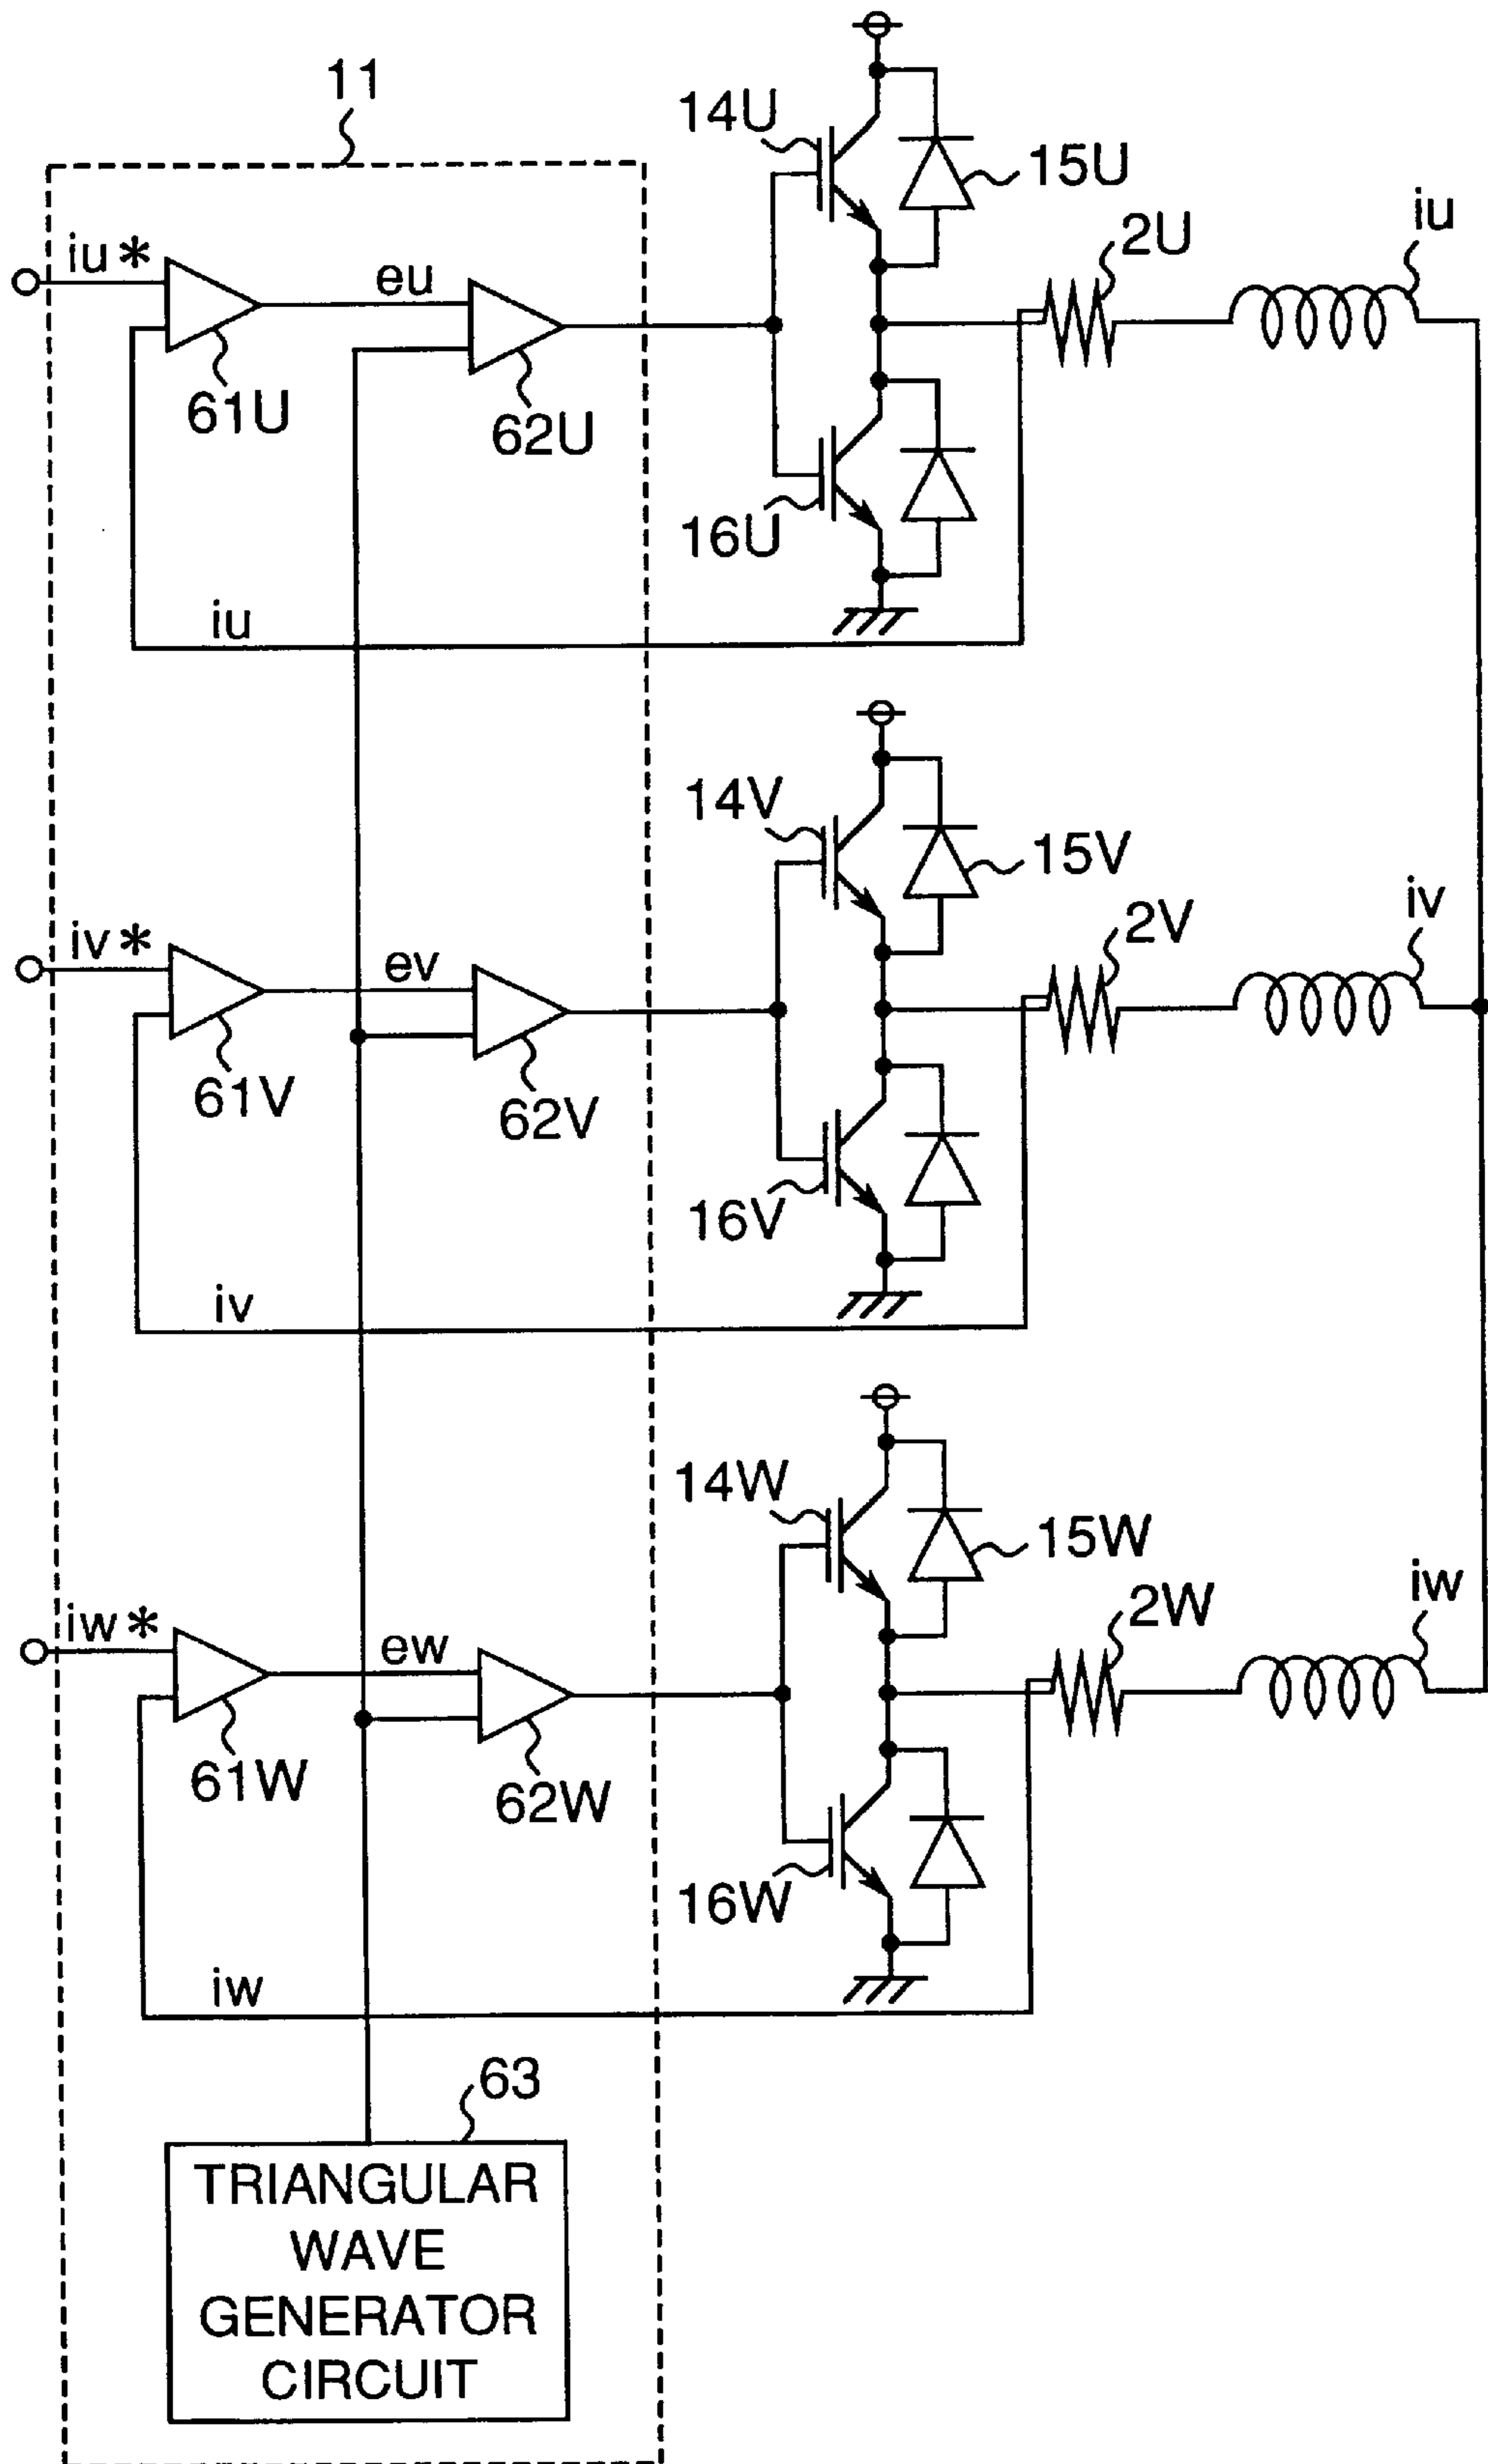 11
14U
15U
2U
iu
iu*
eu
61U
62U
16U
iu
14V
15V
2V
iv
iv*
ev
61V
62V
16V
iv
14W
15W
2W
iw
iw*
ew
61W
62W
16W
iw
63
TRIANGULAR
WAVE
GENERATOR
CIRCUIT